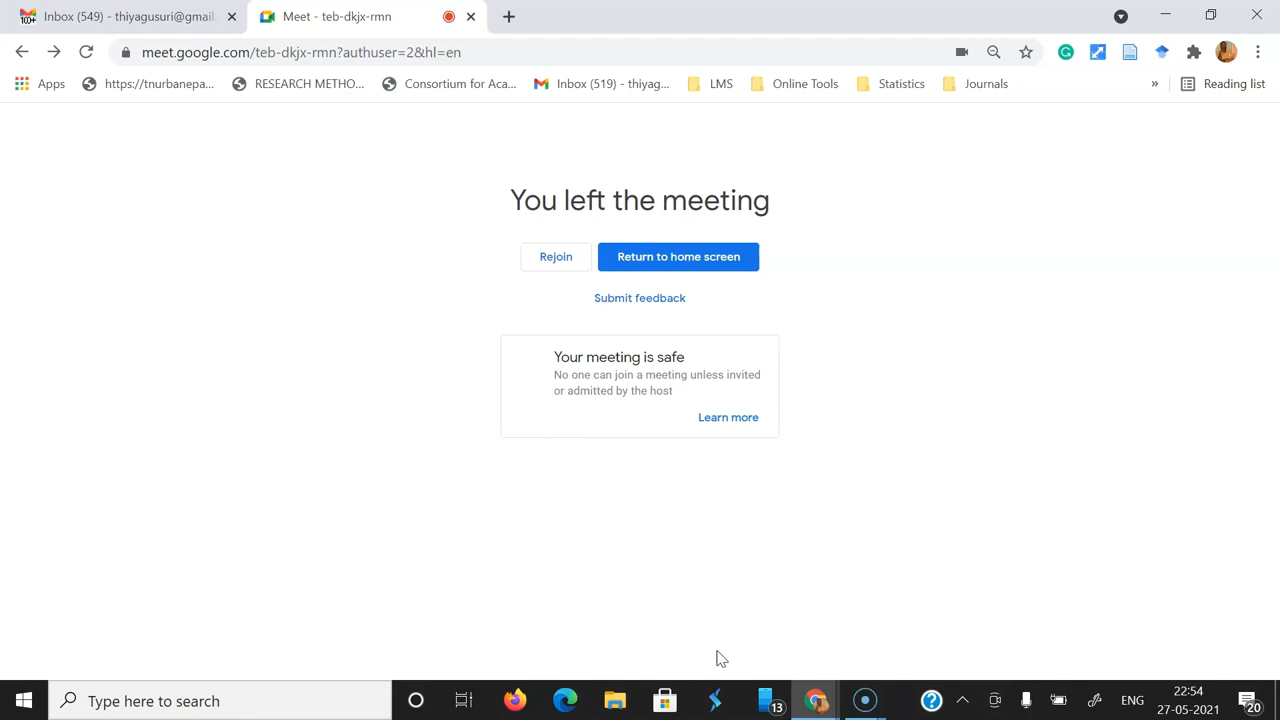 Inbox (549) - thiyagusuri@gmail
Meet - teb-dkjx-rmn
meet.google.com/teb-dkjx-rmn?authuser=2&hl=en
Apps
https://tnurbanepa...
RESEARCH METHO...
Consortium for Aca...
Inbox (519) - thiyag...
LMS
Online Tools
Statistics
Journals
»
Reading list
You left the meeting
Rejoin
Return to home screen
Submit feedback
Your meeting is safe
No one can join a meeting unless invited
or admitted by the host
Learn more
Type here to search
13
ENG
22:54
27-05-2021
20